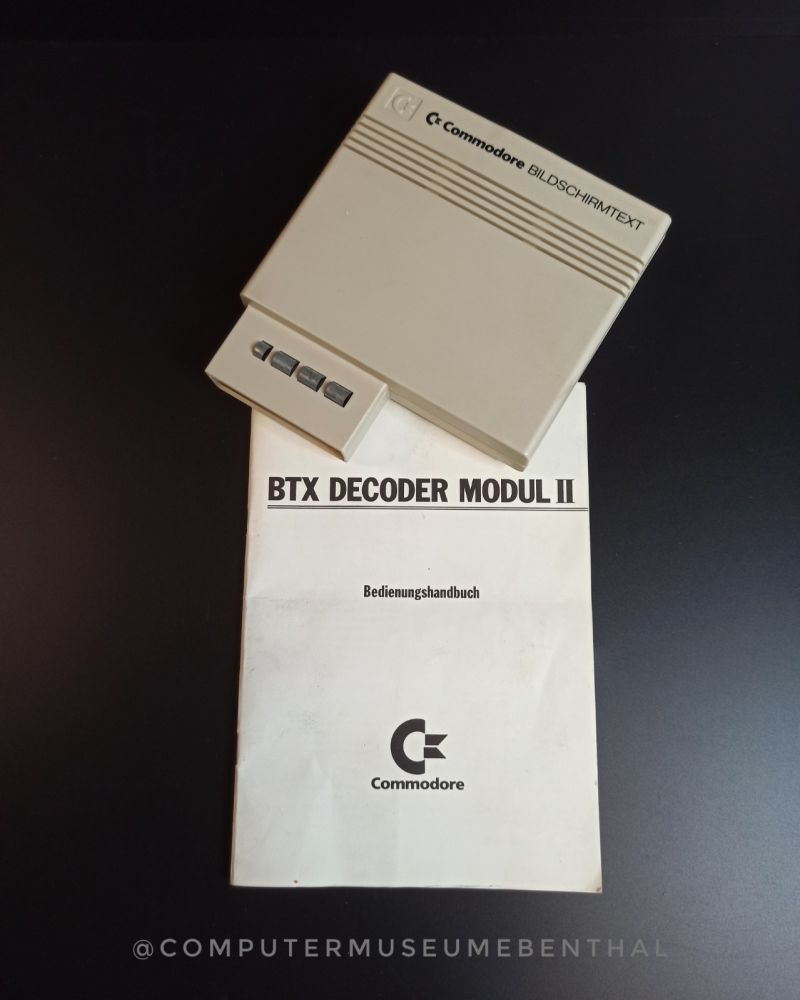 Commodore BILDSCHIRMTEXT
BTX DECODER MODUL II
Bedienungshandbuch
Commodore
@COMPUTERMUSEUMEBENTHAL